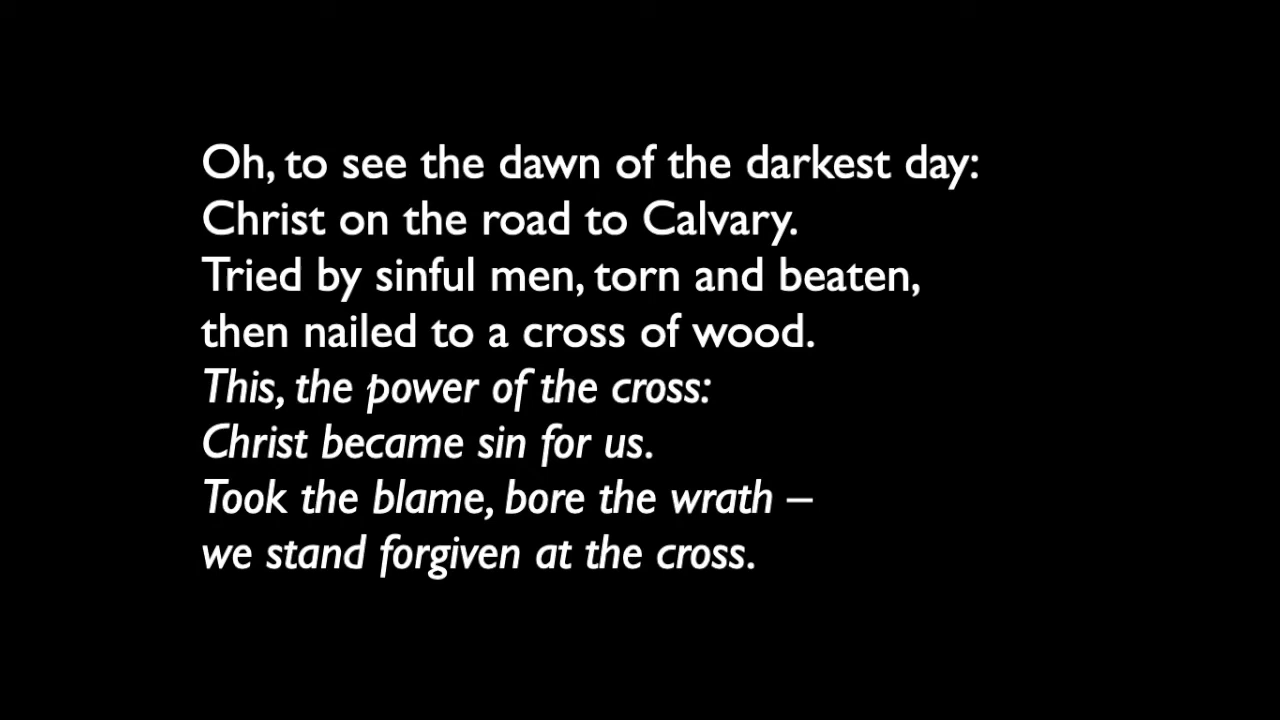 Oh, to see the dawn of the darkest day:
Christ on the road to Calvary.
Tried by sinful men, torn and beaten,
then nailed to a cross of wood.
This, the power of the cross:
Christ became sin for us.
Took the blame, bore the wrath –
we stand forgiven at the cross.